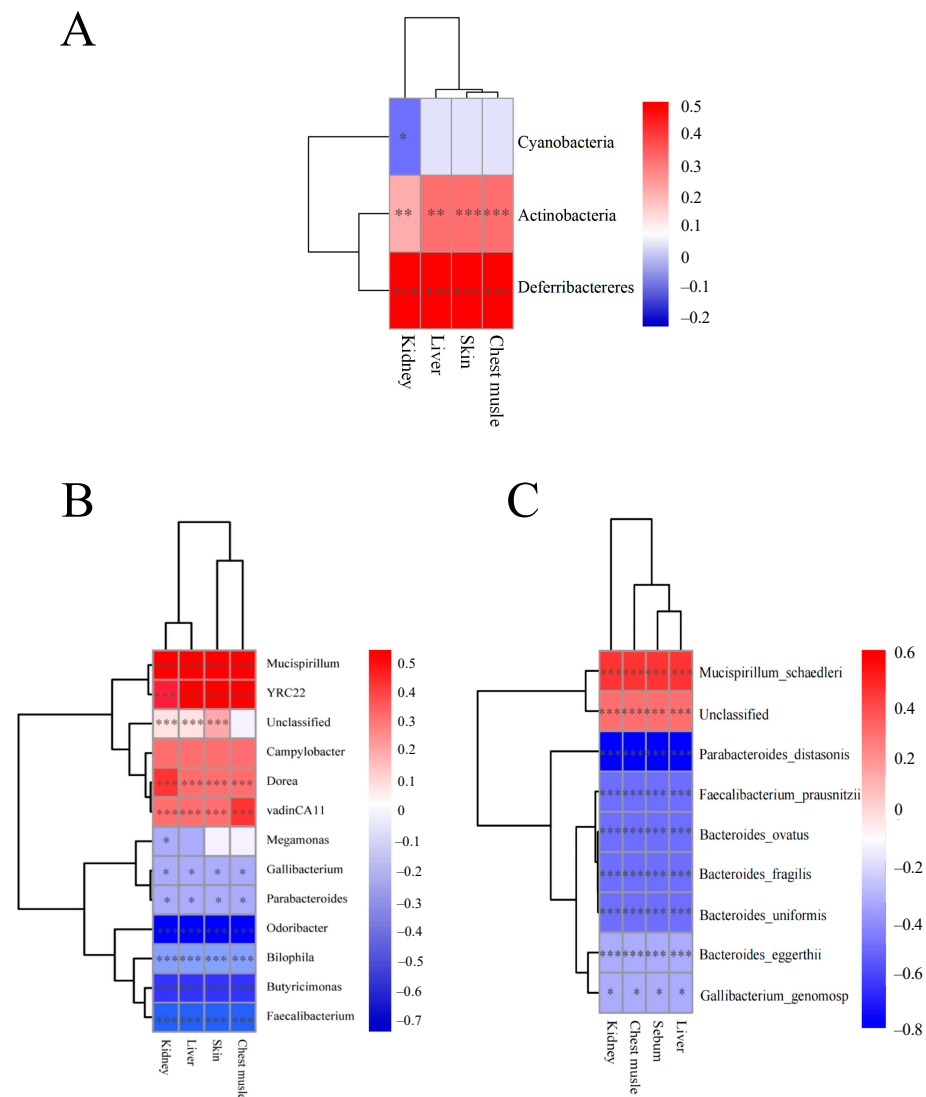 A
0.5
0.4
0.3
0.2
0.1
0
–0.1
–0.2
Cyanobacteria
*
Actinobacteria
** ** *** ***
Deferribactereres
*** *** *** ***
Kidney
Liver
Skin
Chest musle
B
Mucispirillum
*** *** *** ***
YRC22
*** *** *** ***
Unclassified
*** *** ***
Campylobacter
Dorea
*** *** *** ***
vadinCA11
*** *** *** ***
Megamonas
*
Gallibacterium
* * * *
Parabacteroides
* * * *
Odoribacter
*** *** *** ***
Bilophila
*** *** *** ***
Butyricimonas
*** *** *** ***
Faecalibacterium
*** *** *** ***
Kidney
Liver
Skin
Chest musle
0.5
0.4
0.3
0.2
0.1
0
–0.1
–0.2
–0.3
–0.4
–0.5
–0.6
–0.7
C
Mucispirillum_schaedleri
*** *** *** ***
Unclassified
*** *** *** ***
Parabacteroides_distasonis
*** *** *** ***
Faecalibacterium_prausnitzii
*** *** *** ***
Bacteroides_ovatus
*** *** *** ***
Bacteroides_fragilis
*** *** *** ***
Bacteroides_uniformis
*** *** *** ***
Bacteroides_eggerthii
*** *** *** ***
Gallibacterium_genomosp
* * * *
Kidney
Chest musle
Sebum
Liver
0.6
0.4
0.2
0
–0.2
–0.4
–0.6
–0.8